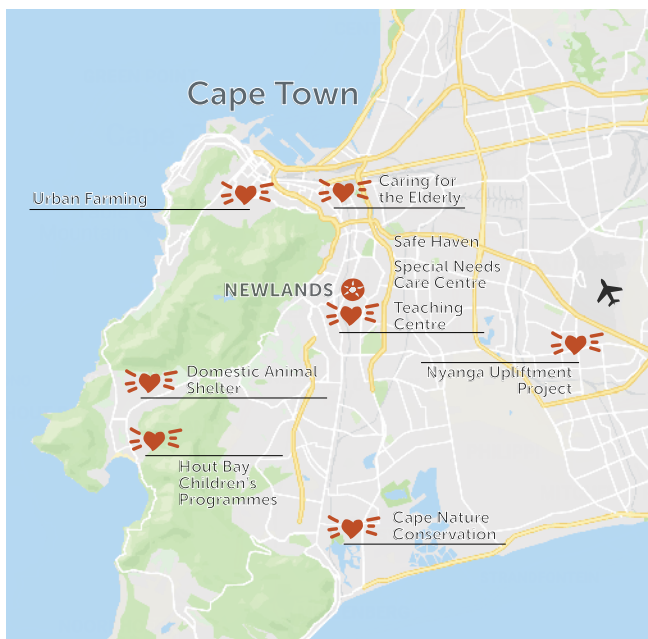 Cape Town
Urban Farming
Caring for
the Elderly
Safe Haven
Special Needs
Care Centre
NEWLANDS
Teaching
Centre
Nyanga Upliftment
Project
Domestic Animal
Shelter
Hout Bay
Children's
Programmes
Cape Nature
Conservation